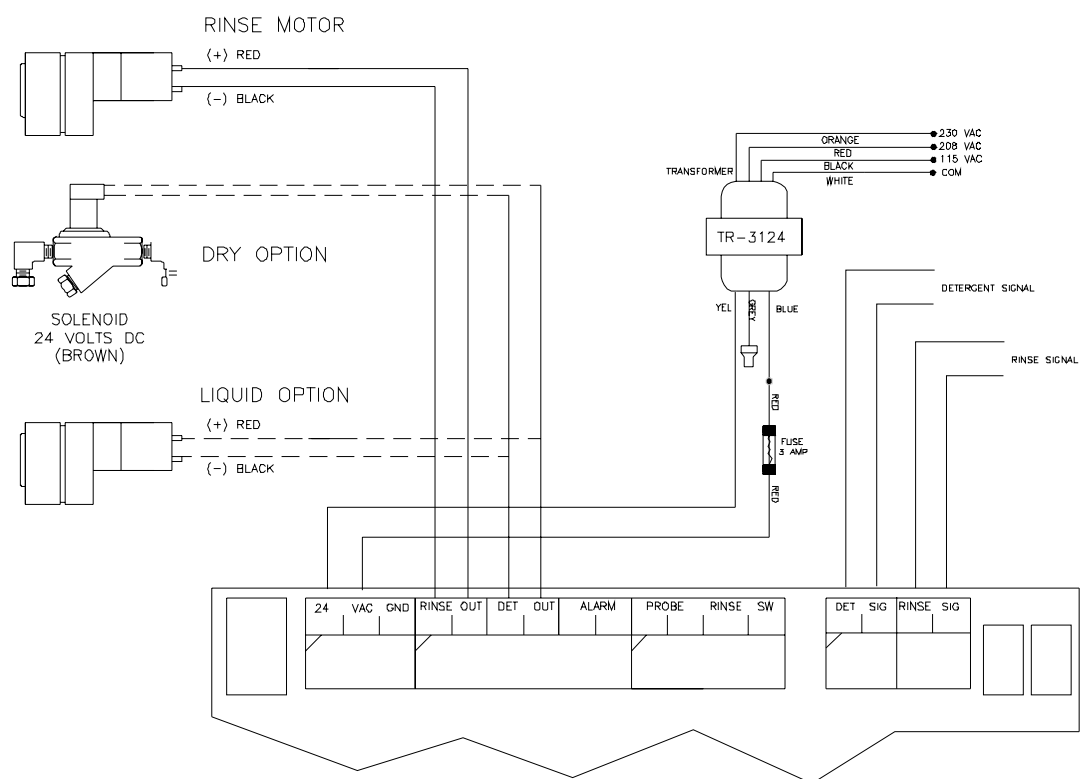 RINSE MOTOR
(+) RED
(-) BLACK
230 VAC
ORANGE
208 VAC
RED
115 VAC
BLACK
COM
WHITE
TRANSFORMER
TR-3124
DRY OPTION
SOLENOID
24 VOLTS DC
(BROWN)
YEL
GREY
BLUE
DETERGENT SIGNAL
RINSE SIGNAL
LIQUID OPTION
(+) RED
(-) BLACK
RED
FUSE
3 AMP
RED
24 VAC GND RINSE OUT DET OUT ALARM PROBE RINSE SW DET SIG RINSE SIG